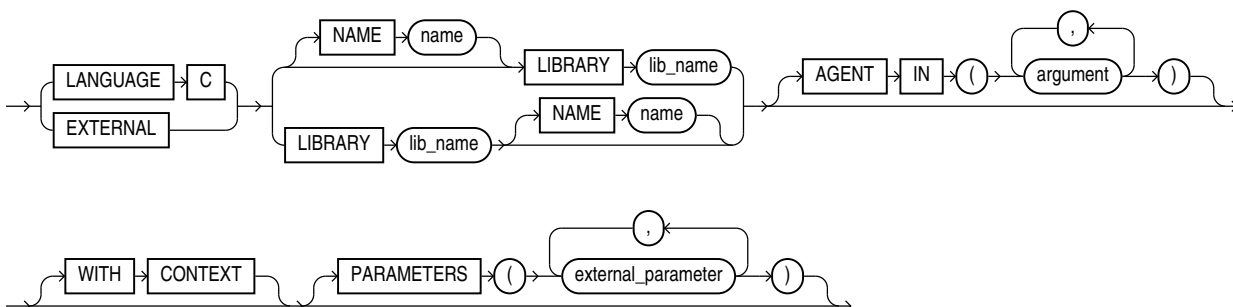 ,
NAME name
LIBRARY lib_name
LANGUAGE C
AGENT IN ( argument )
EXTERNAL
NAME name
LIBRARY lib_name
,
WITH CONTEXT
PARAMETERS ( external_parameter )